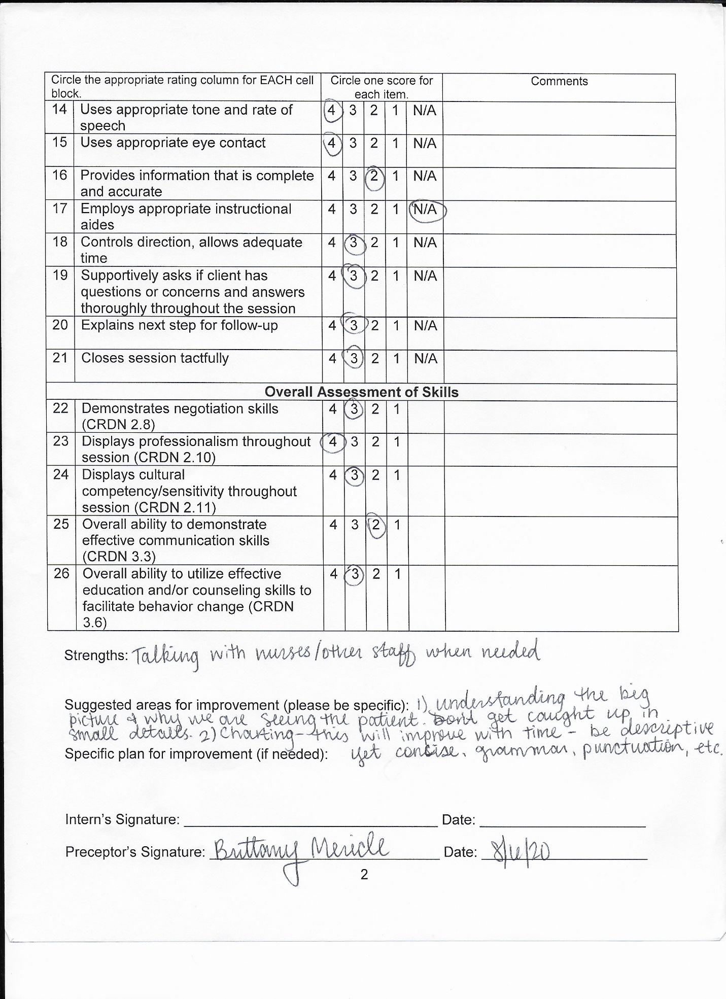 Circle the appropriate rating column for EACH cell block.
Circle one score for each item.
Comments
14 Uses appropriate tone and rate of speech 4 3 2 1 N/A
15 Uses appropriate eye contact 4 3 2 1 N/A
16 Provides information that is complete and accurate 4 3 2 1 N/A
17 Employs appropriate instructional aides 4 3 2 1 N/A
18 Controls direction, allows adequate time 4 3 2 1 N/A
19 Supportively asks if client has questions or concerns and answers thoroughly throughout the session 4 3 2 1 N/A
20 Explains next step for follow-up 4 3 2 1 N/A
21 Closes session tactfully 4 3 2 1 N/A
Overall Assessment of Skills
22 Demonstrates negotiation skills (CRDN 2.8) 4 3 2 1
23 Displays professionalism throughout session (CRDN 2.10) 4 3 2 1
24 Displays cultural competency/sensitivity throughout session (CRDN 2.11) 4 3 2 1
25 Overall ability to demonstrate effective communication skills (CRDN 3.3) 4 3 2 1
26 Overall ability to utilize effective education and/or counseling skills to facilitate behavior change (CRDN 3.6) 4 3 2 1
Strengths: Talking with nurses/other staff when needed
Suggested areas for improvement (please be specific): 1) understanding the big
picture & why we are seeing the patient. Don't get caught up in
small details. 2) Charting - this will improve with time - be descriptive
Specific plan for improvement (if needed): yet concise, grammar, punctuation, etc.
Intern's Signature: Date:
Preceptor's Signature: Brittany Mericle Date:
2